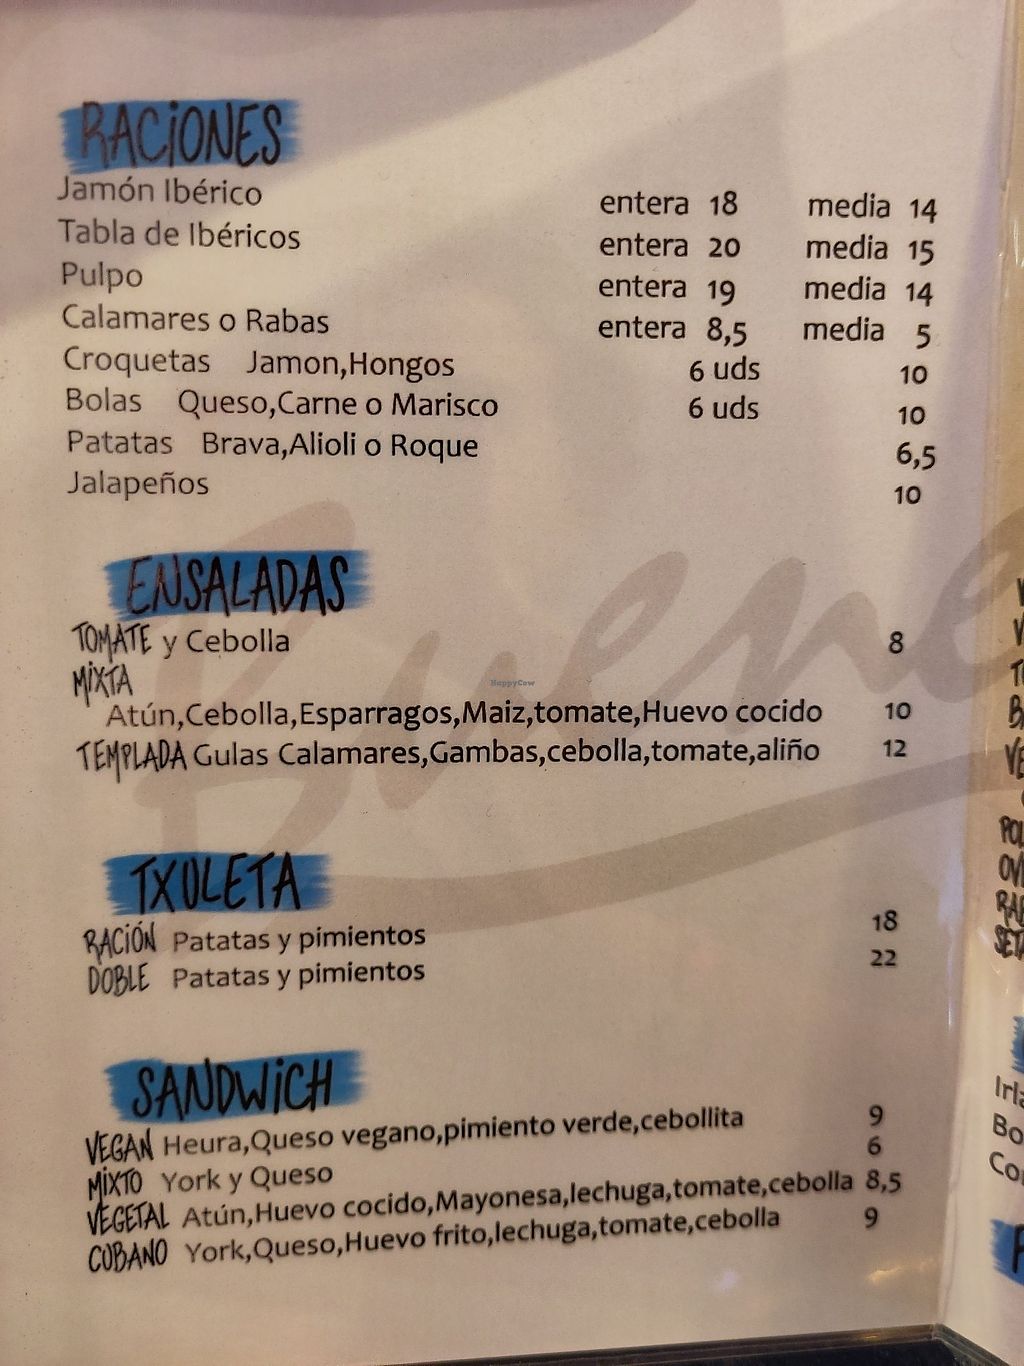 RACIONES
Jamón Ibérico entera 18 media 14
Tabla de Ibéricos entera 20 media 15
Pulpo entera 19 media 14
Calamares o Rabas entera 8,5 media 5
Croquetas Jamon,Hongos 6 uds 10
Bolas Queso,Carne o Marisco 6 uds 10
Patatas Brava,Alioli o Roque 6,5
Jalapeños 10
ENSALADAS
TOMATE y Cebolla 8
MIXTA
Atún,Cebolla,Esparragos,Maiz,tomate,Huevo cocido 10
TEMPLADA Gulas Calamares,Gambas,cebolla,tomate,aliño 12
TXULETA
RACIÓN Patatas y pimientos 18
DOBLE Patatas y pimientos 22
SANDWICH
VEGAN Heura,Queso vegano,pimiento verde,cebollita 9
MIXTO York y Queso 6
VEGETAL Atún,Huevo cocido,Mayonesa,lechuga,tomate,cebolla 8,5
CUBANO York,Queso,Huevo frito,lechuga,tomate,cebolla 9
HappyCow